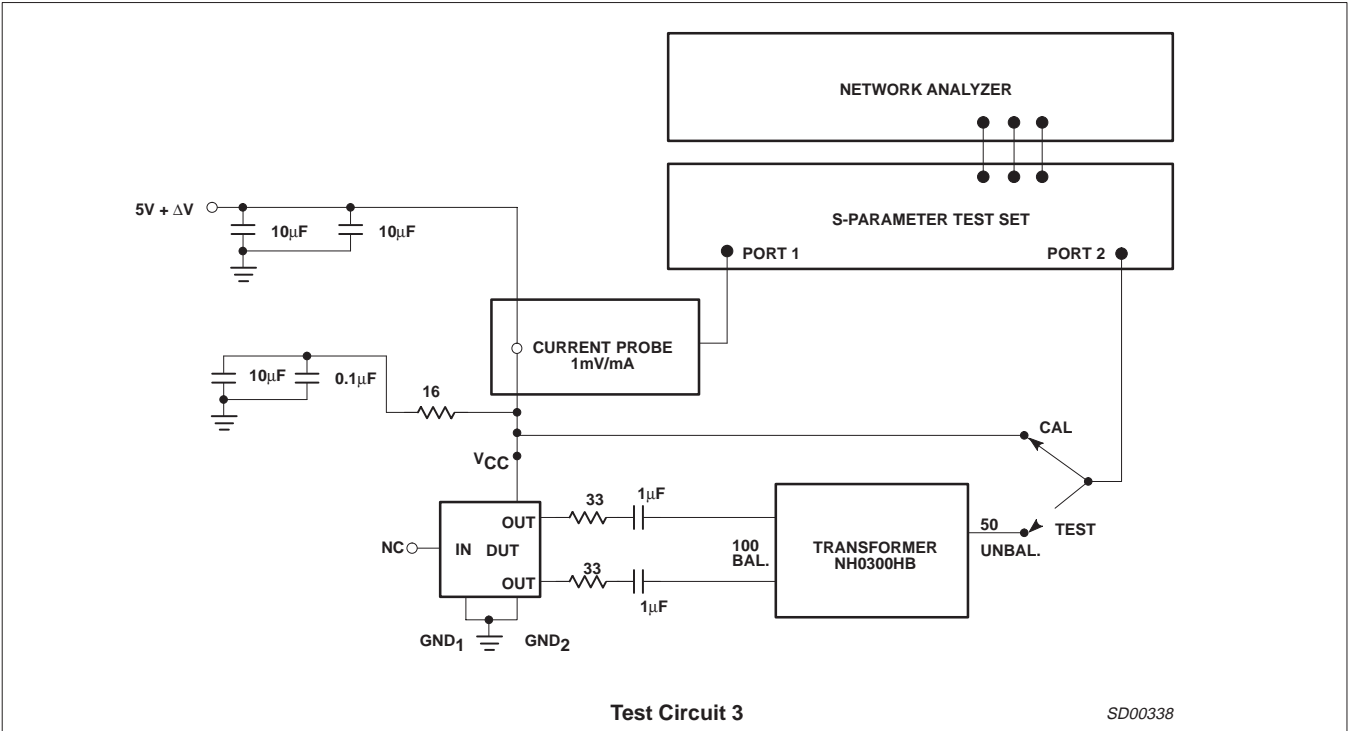 NETWORK ANALYZER
S-PARAMETER TEST SET
5V + ΔV
10μF
10μF
PORT 1
PORT 2
CURRENT PROBE
1mV/mA
10μF
0.1μF
16
CAL
VCC
33
1μF
OUT
50
TEST
NC
IN
DUT
100
BAL.
TRANSFORMER
NH0300HB
UNBAL.
33
OUT
1μF
GND1
GND2
Test Circuit 3
SD00338